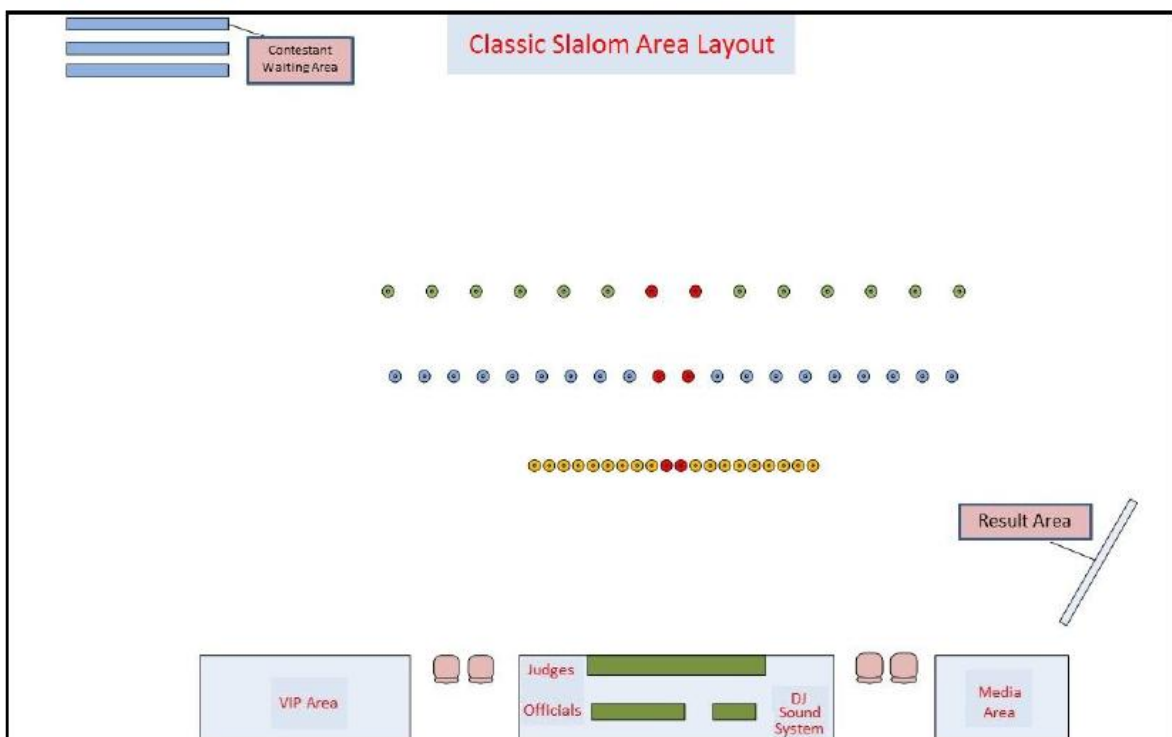 Classic Slalom Area Layout
Contestant
Waiting Area
Result Area
Judges
VIP Area
Officials
DJ
Sound
System
Media
Area